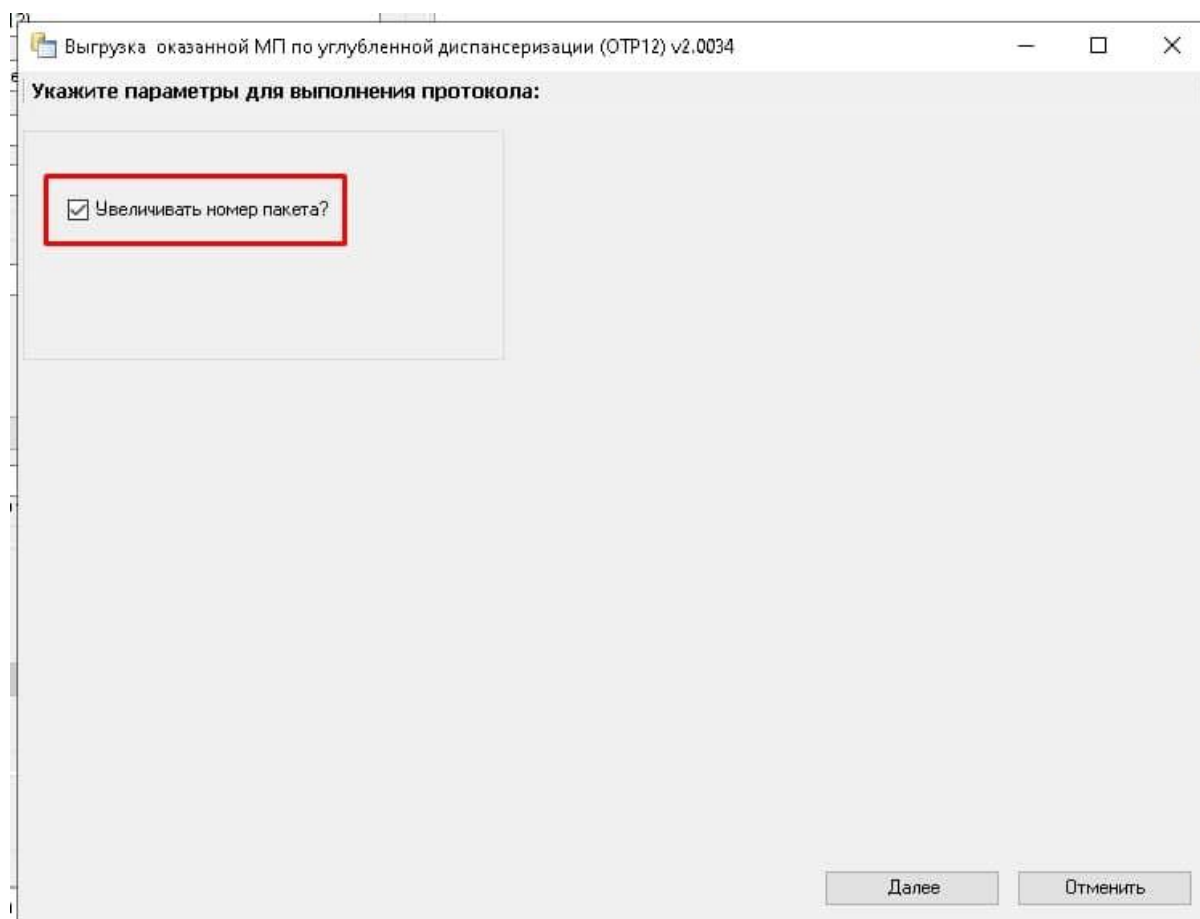 Выгрузка оказанной МП по углубленной диспансеризации (OTP12) v2.0034
Укажите параметры для выполнения протокола:
Увеличивать номер пакета?
Далее
Отменить